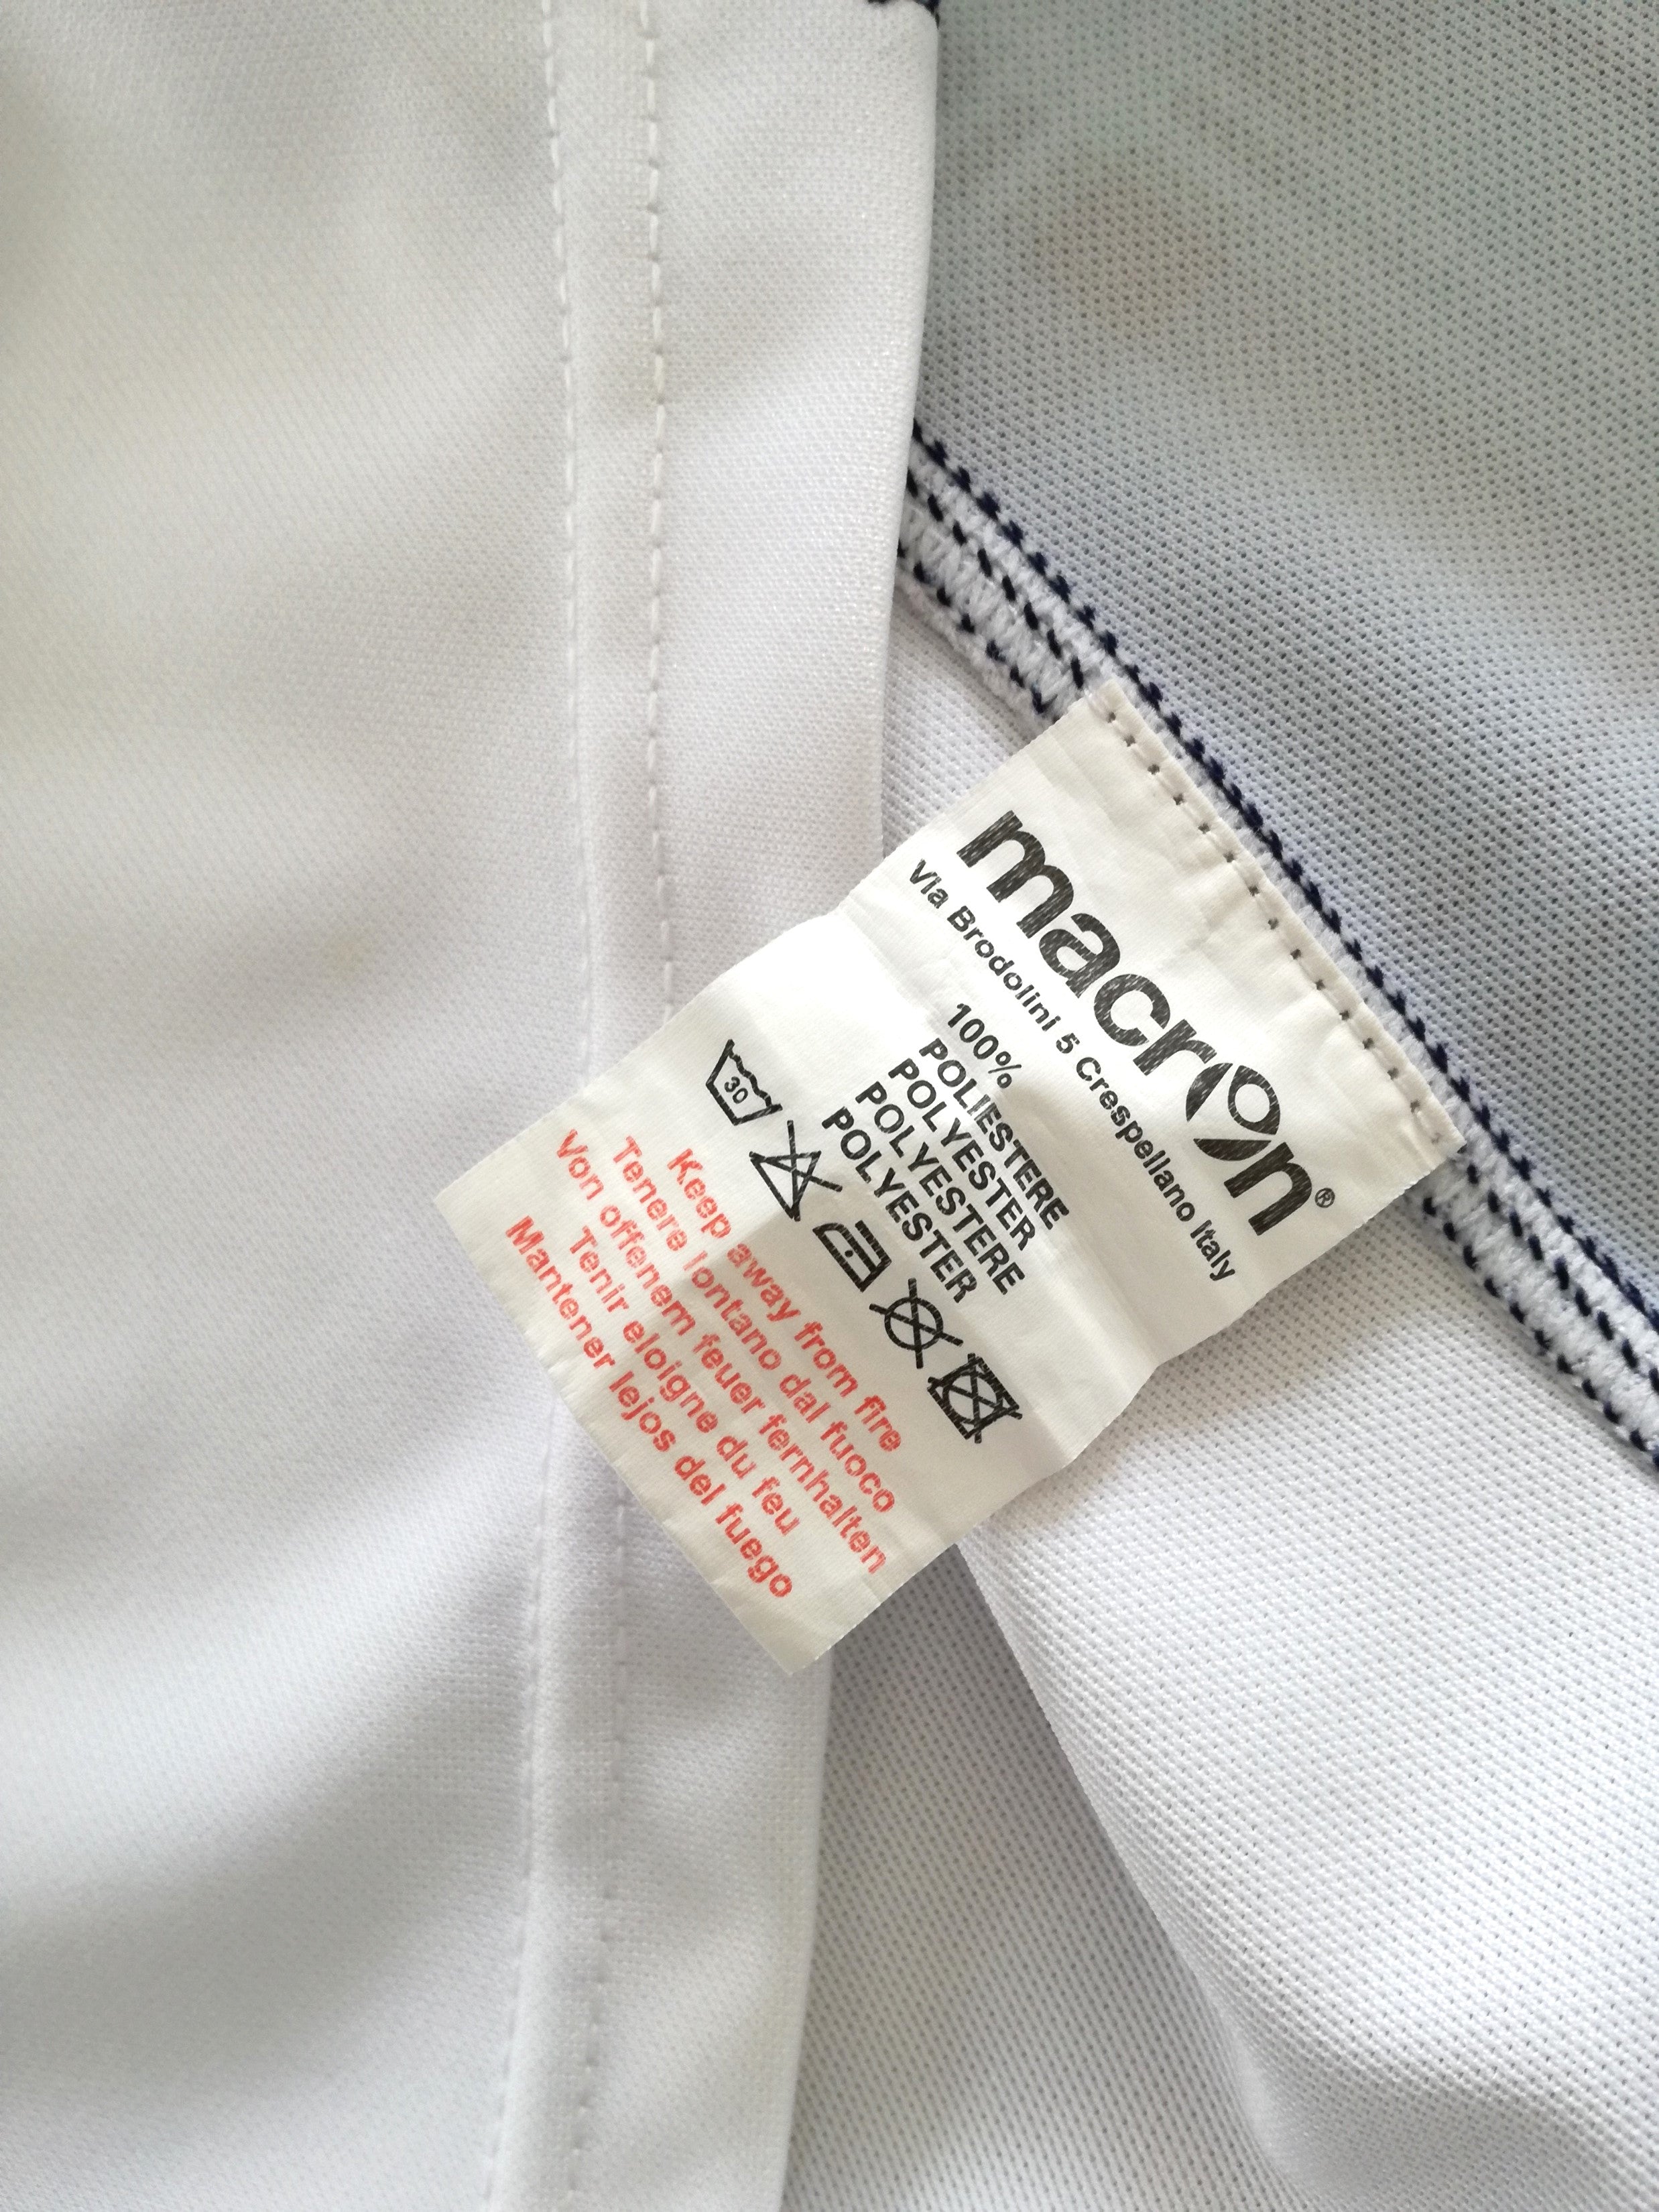 macron®
Via Brodolini 5 Crespellano Italy
100%
POLIESTERE
POLYESTER
POLYESTERE
POLYESTER
30
Keep away from fire
Tenere lontano dal fuoco
Von offenem feuer fernhalten
Tenir eloigne du feu
Mantener lejos del fuego